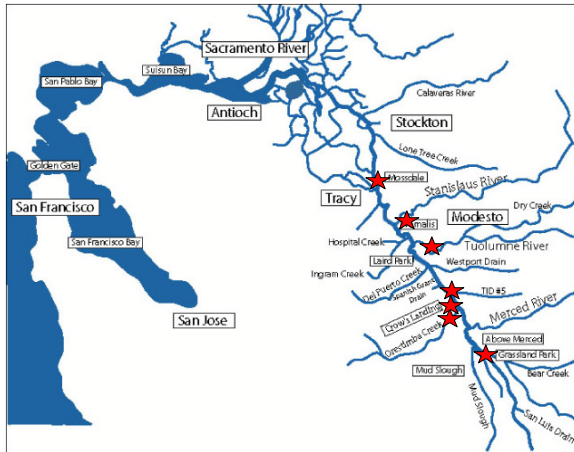 Sacramento River
Suisun Bay
San Pablo Bay
Calaveras River
Antioch
Stockton
Lone Tree Creek
Golden Gate
Mossdale
Stanislaus River
Tracy
San Francisco
Dry Creek
Modesto
San Francisco Bay
Hospital Creek
Tuolumne River
Laird Park
Westport Drain
Ingram Creek
Del Puerto Creek
Spanish Grant
Drain
TID #5
Crow's Landing
Merced River
San Jose
Orestimba Creek
Above Merced
Grassland Park
Mud Slough
Bear Creek
Mud Slough
San Luis Drain